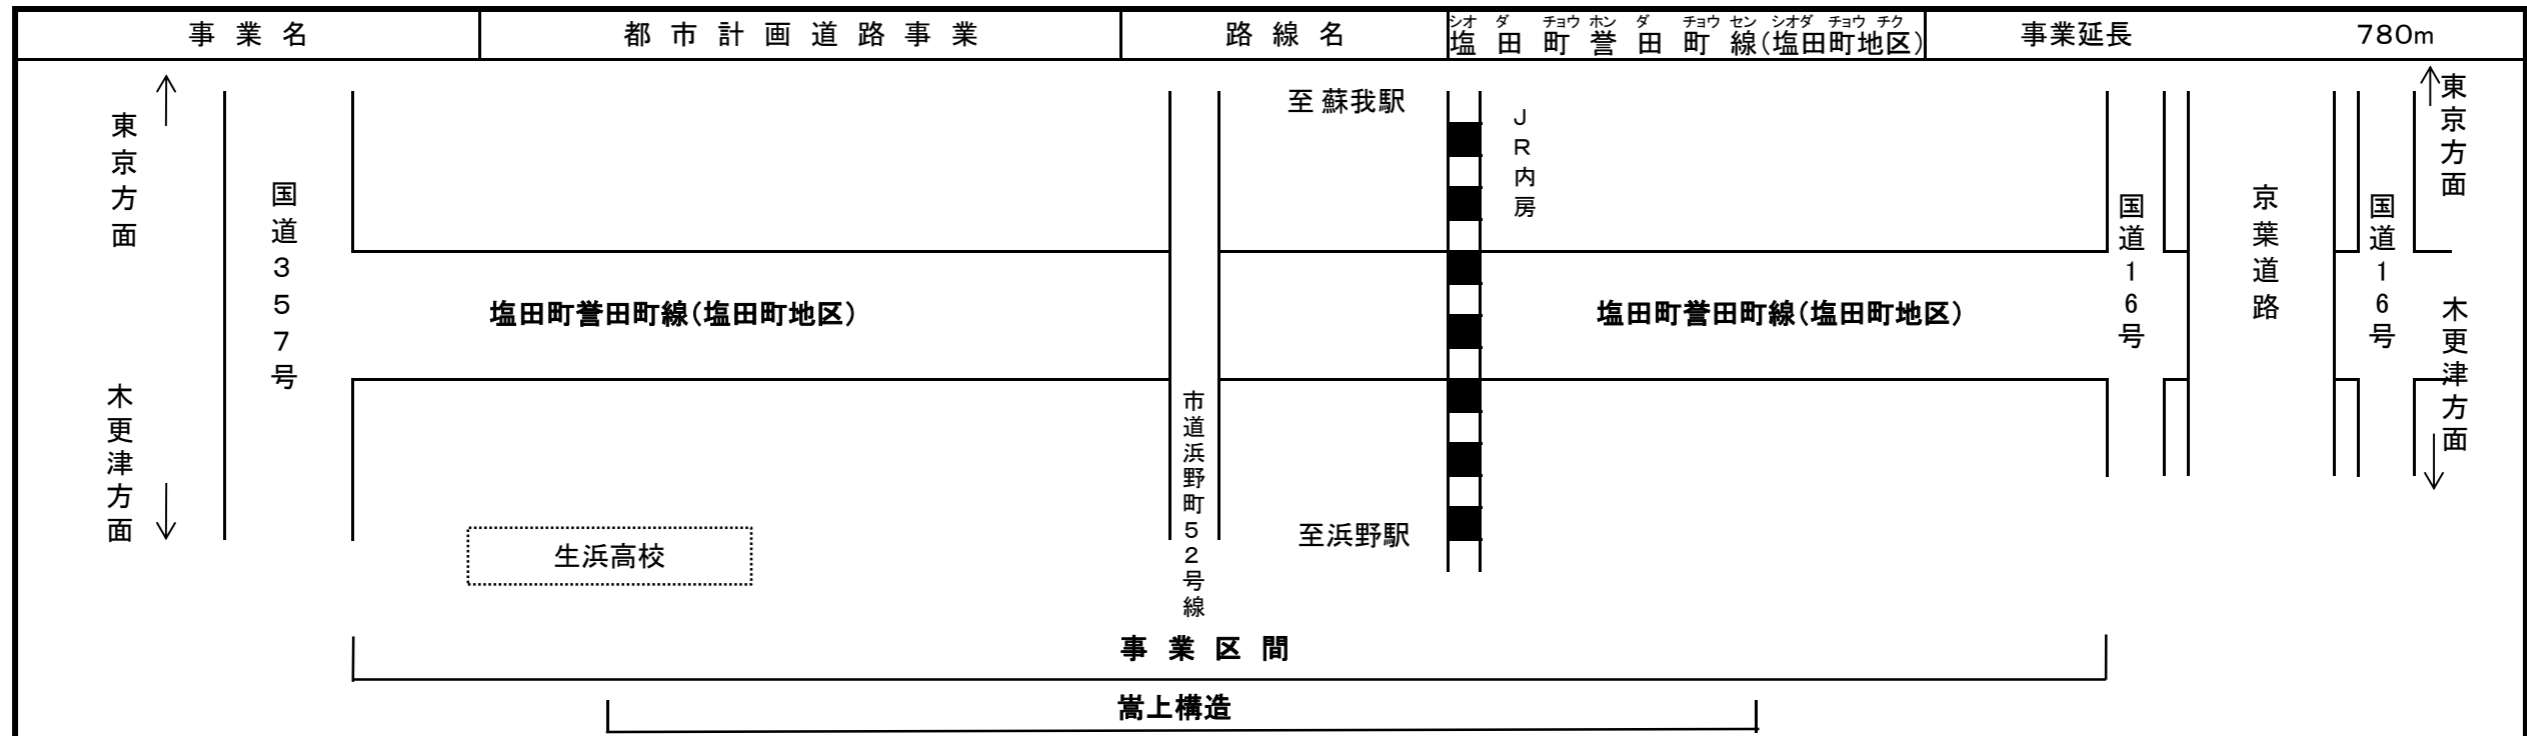 事業名 都市計画道路事業 路線名 塩田町誉田町線(塩田町地区) 事業延長 780m
シオ ダ チョウ ホン ダ チョウ セン シオダ チョウ チク
東京方面
木更津方面
国道357号
至 蘇我駅
JR内房
塩田町誉田町線(塩田町地区)
塩田町誉田町線(塩田町地区)
市道浜野町52号線
至浜野駅
生浜高校
国道16号
京葉道路
国道16号
東京方面
木更津方面
事業区間
嵩上構造